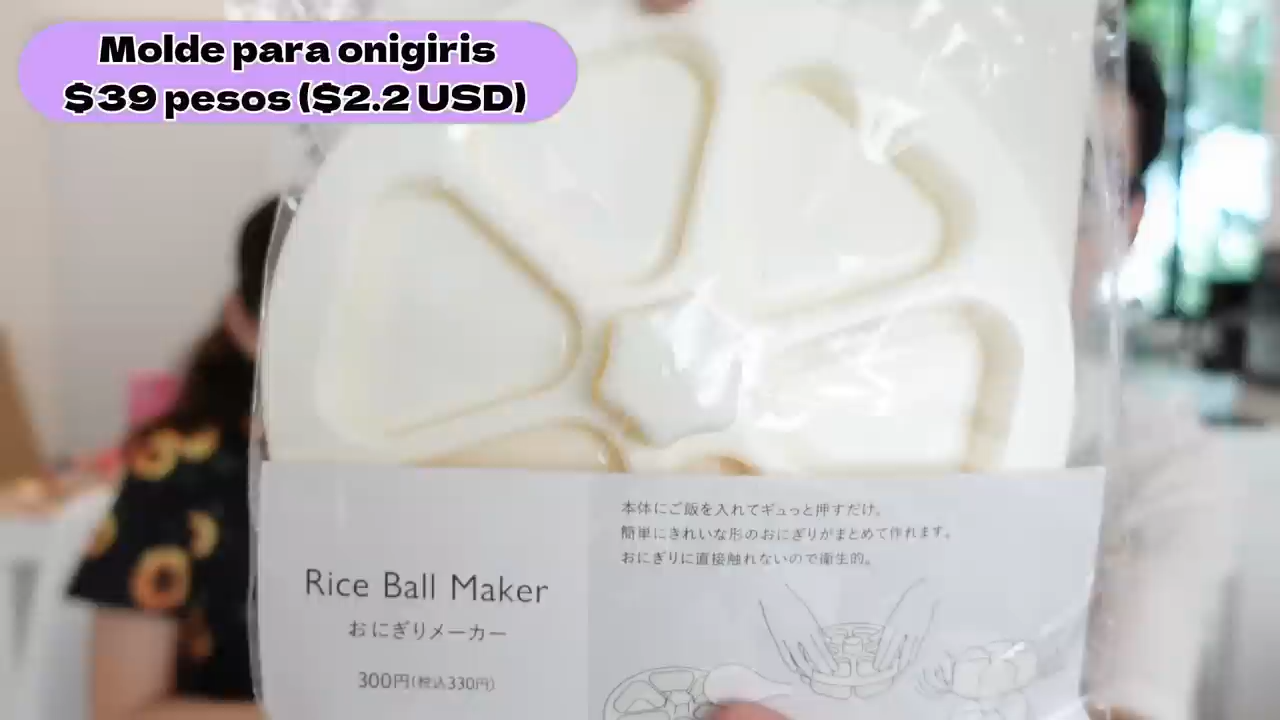 Molde para onigiris
$39 pesos ($2.2 USD)
本体にご飯を入れてギュっと押すだけ。
簡単にきれいな形のおにぎりがまとめて作れます。
おにぎりに直接触れないので衛生的。
Rice Ball Maker
おにぎりメーカー
300円(税込330円)